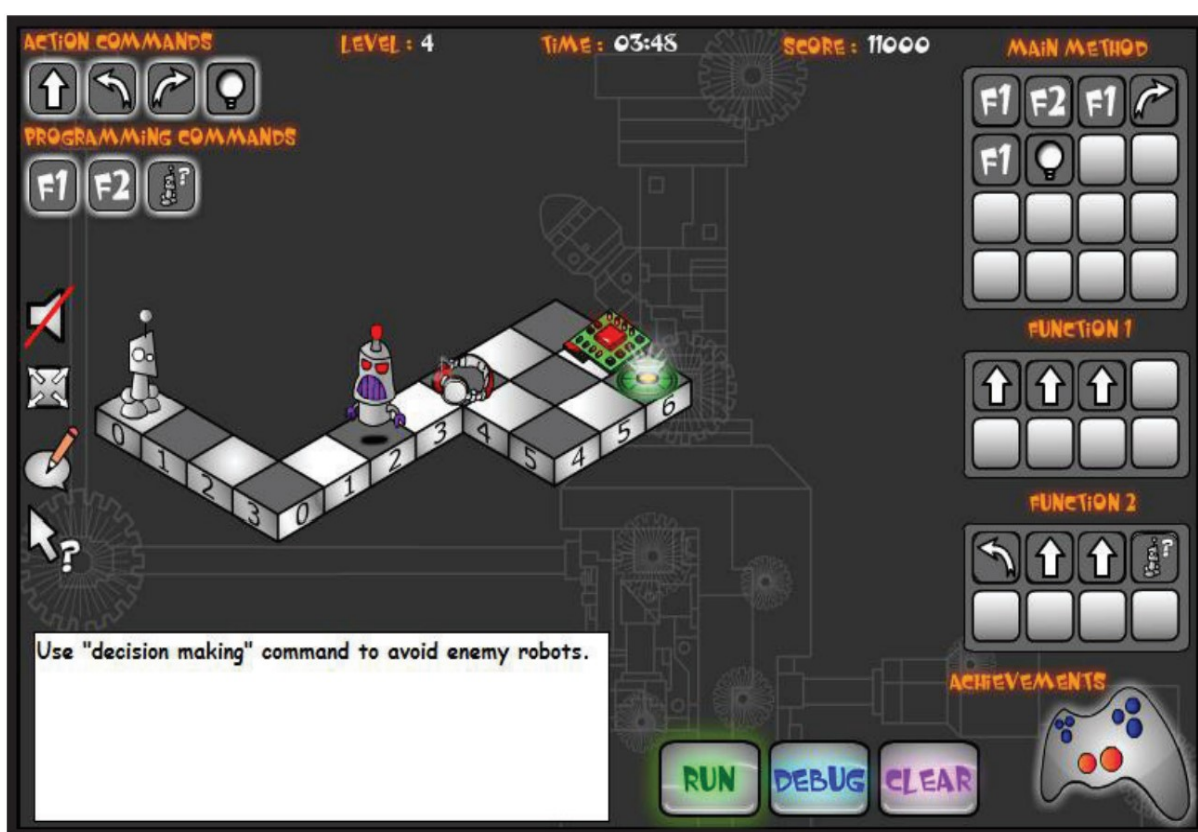 ACTION COMMANDS
LEVEL : 4
TIME : 03:48
SCORE : 11000
MAIN METHOD
F1 F2 F1
F1
PROGRAMMING COMMANDS
F1 F2 ?
FUNCTION 1
FUNCTION 2
?
0 1 2 3 0 1 2 3 4 5 4 5 6
?
Use "decision making" command to avoid enemy robots.
ACHIEVEMENTS
RUN
DEBUG
CLEAR